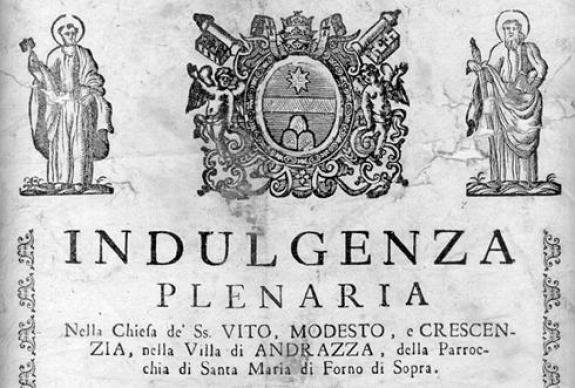 INDULGENZA
PLENARIA
Nella Chieſa de' Ss. VITO, MODESTO, e CRESCEN-
ZIA, nella Villa di ANDRAZZA, della Parroc-
chia di Santa Maria di Forno di Sopra.